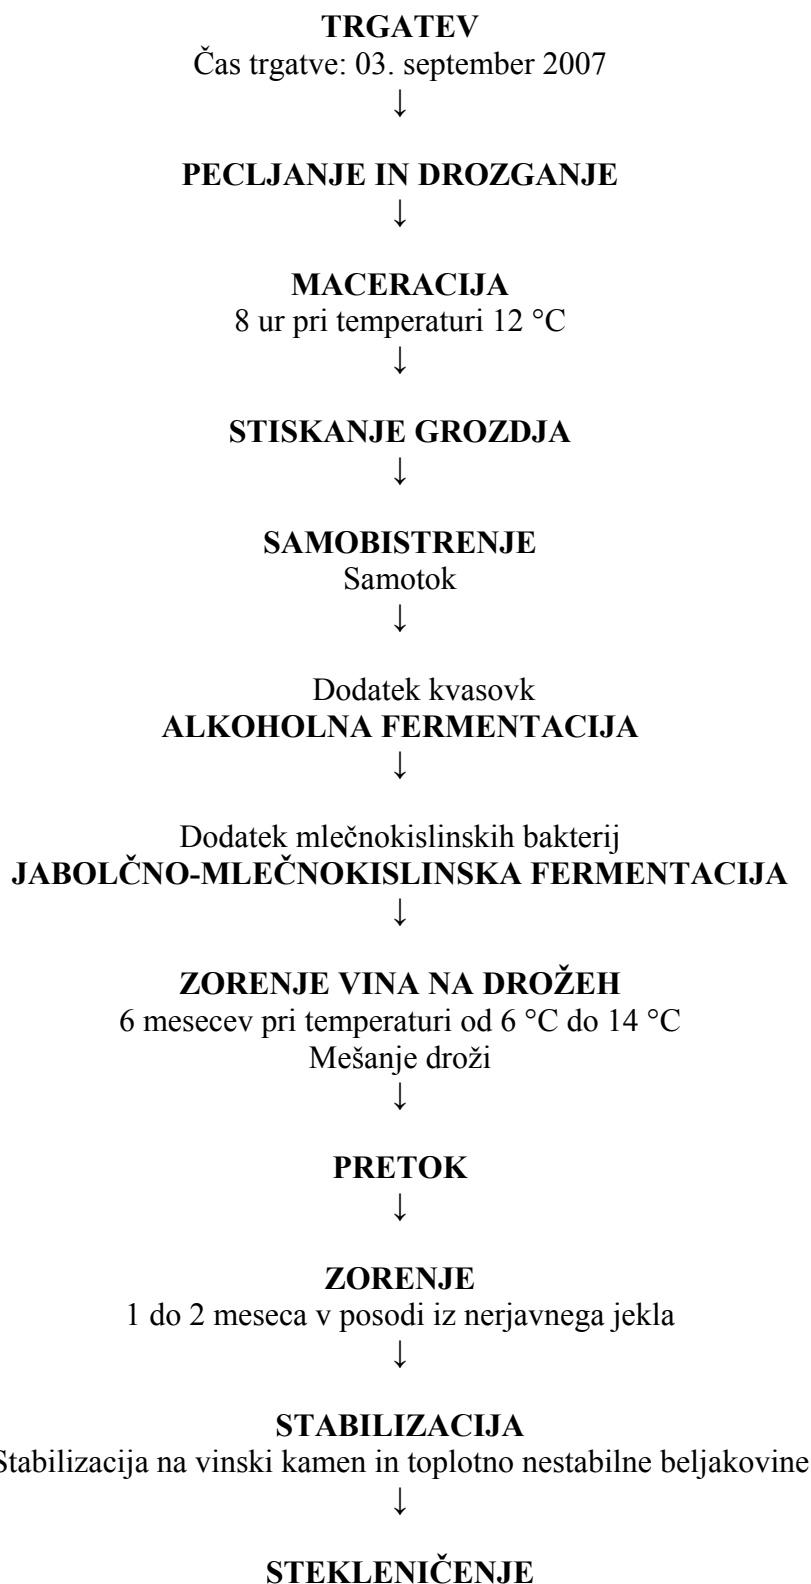 TRGATEV
Čas trgatve: 03. september 2007
↓
PECLJANJE IN DROZGANJE
↓
MACERACIJA
8 ur pri temperaturi 12 °C
↓
STISKANJE GROZDJA
↓
SAMOBISTRENJE
Samotok
↓
Dodatek kvasovk
ALKOHOLNA FERMENTACIJA
↓
Dodatek mlečnokislinskih bakterij
JABOLČNO-MLEČNOKISLINSKA FERMENTACIJA
↓
ZORENJE VINA NA DROŽEH
6 mesecev pri temperaturi od 6 °C do 14 °C
Mešanje droži
↓
PRETOK
↓
ZORENJE
1 do 2 meseca v posodi iz nerjavnega jekla
↓
STABILIZACIJA
Stabilizacija na vinski kamen in toplotno nestabilne beljakovine
↓
STEKLENIČENJE